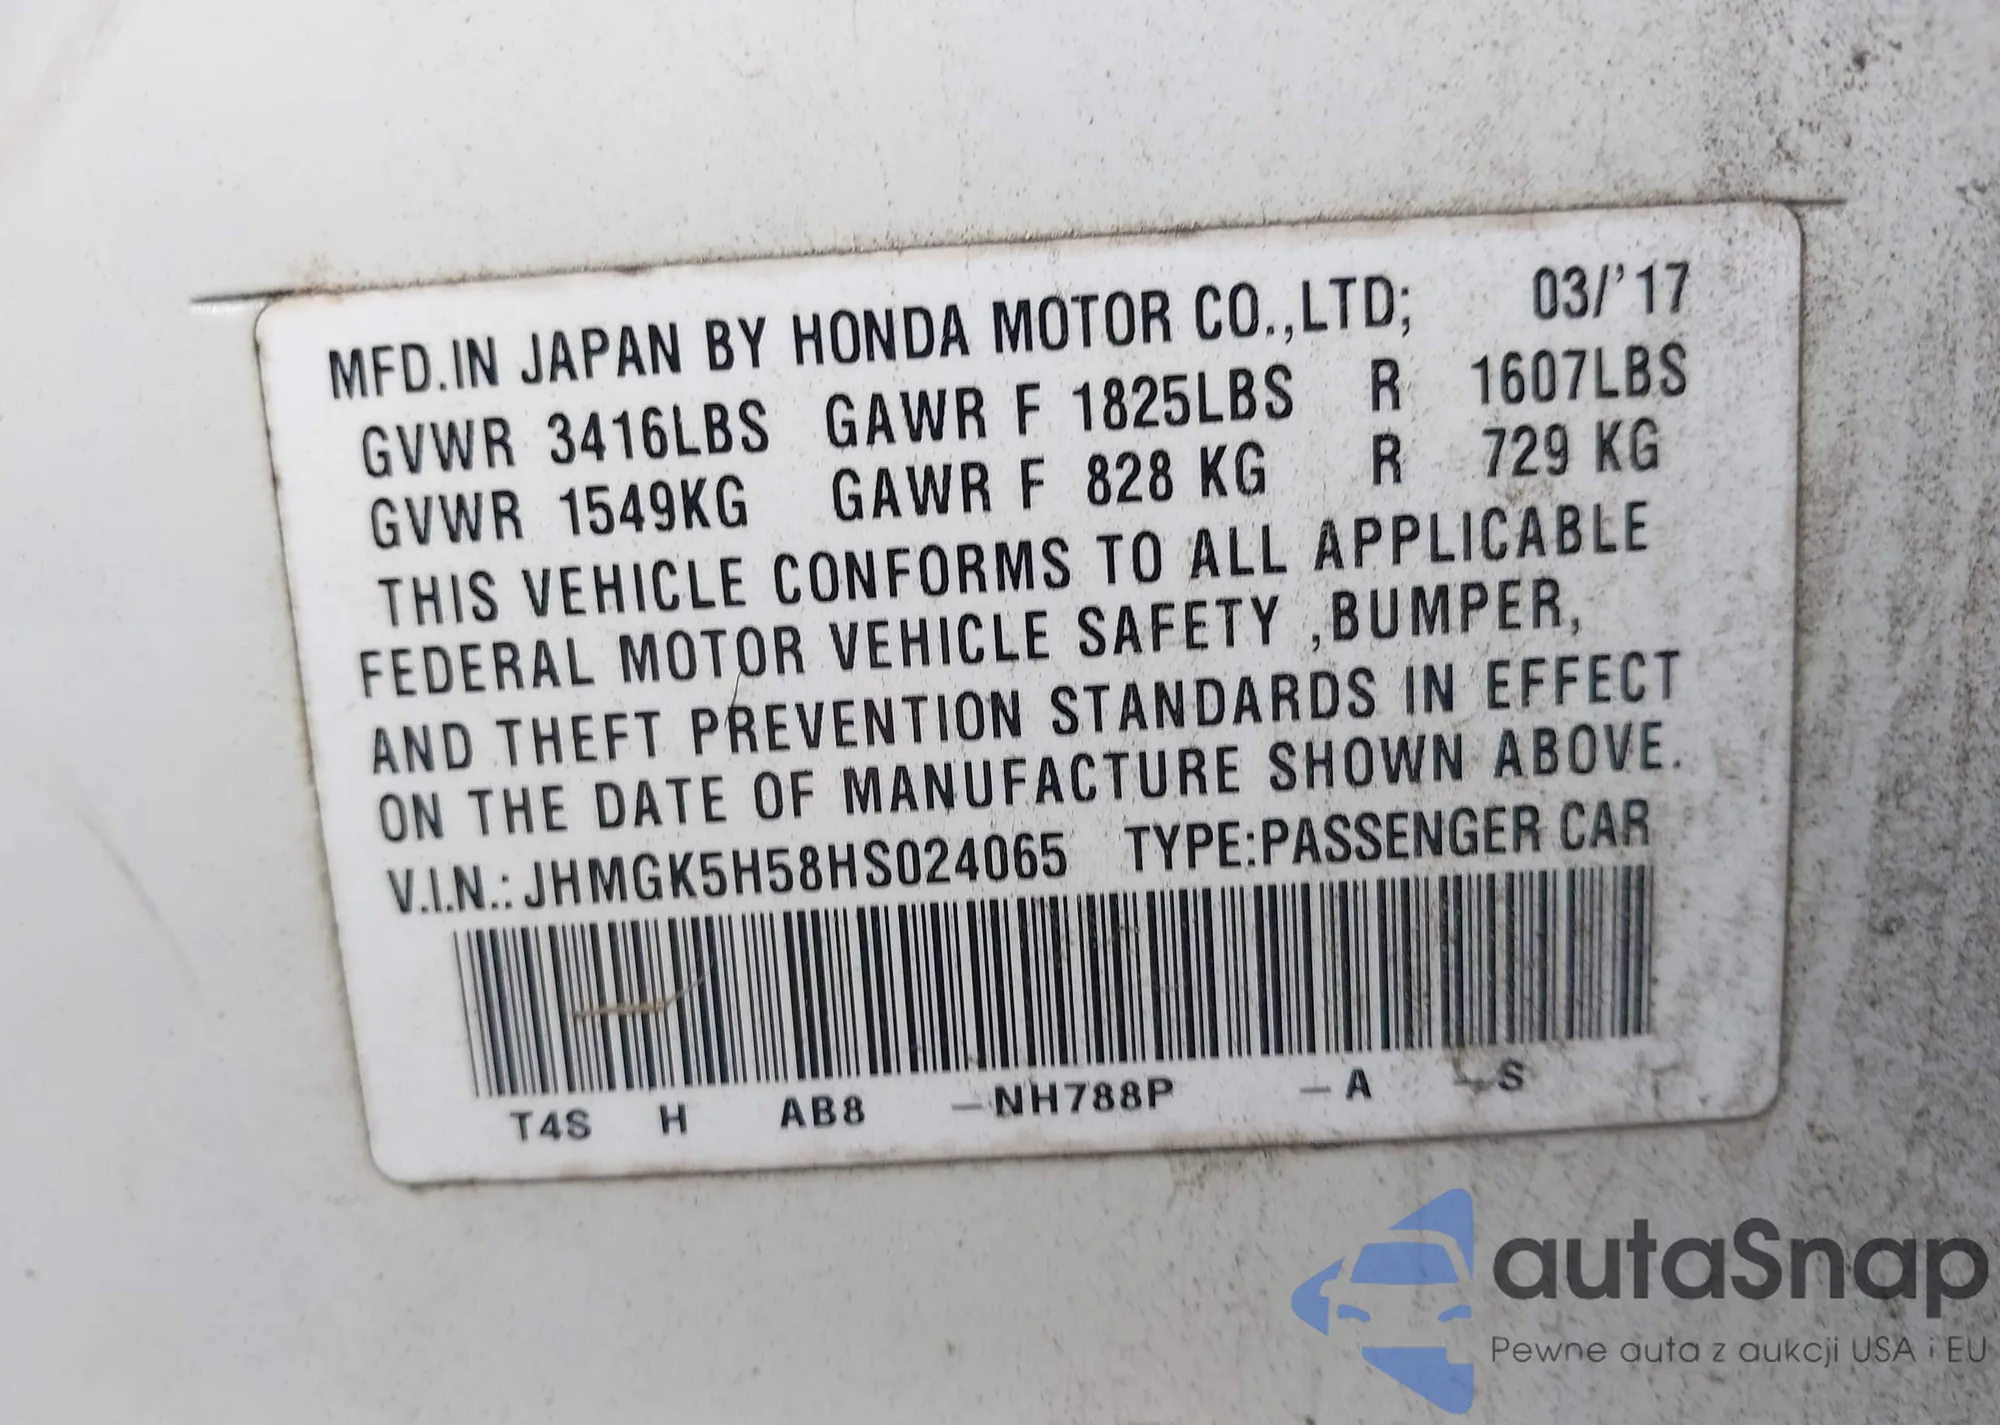 MFD.IN JAPAN BY HONDA MOTOR CO.,LTD; 03/'17
GVWR 3416LBS GAWR F 1825LBS R 1607LBS
GVWR 1549KG GAWR F 828 KG R 729 KG
THIS VEHICLE CONFORMS TO ALL APPLICABLE
FEDERAL MOTOR VEHICLE SAFETY ,BUMPER,
AND THEFT PREVENTION STANDARDS IN EFFECT
ON THE DATE OF MANUFACTURE SHOWN ABOVE.
V.I.N.: JHMGK5H58HS024065 TYPE:PASSENGER CAR
T4S H AB8 –NH788P –A –S
autaSnap
Pewne auta z aukcji USA i EU